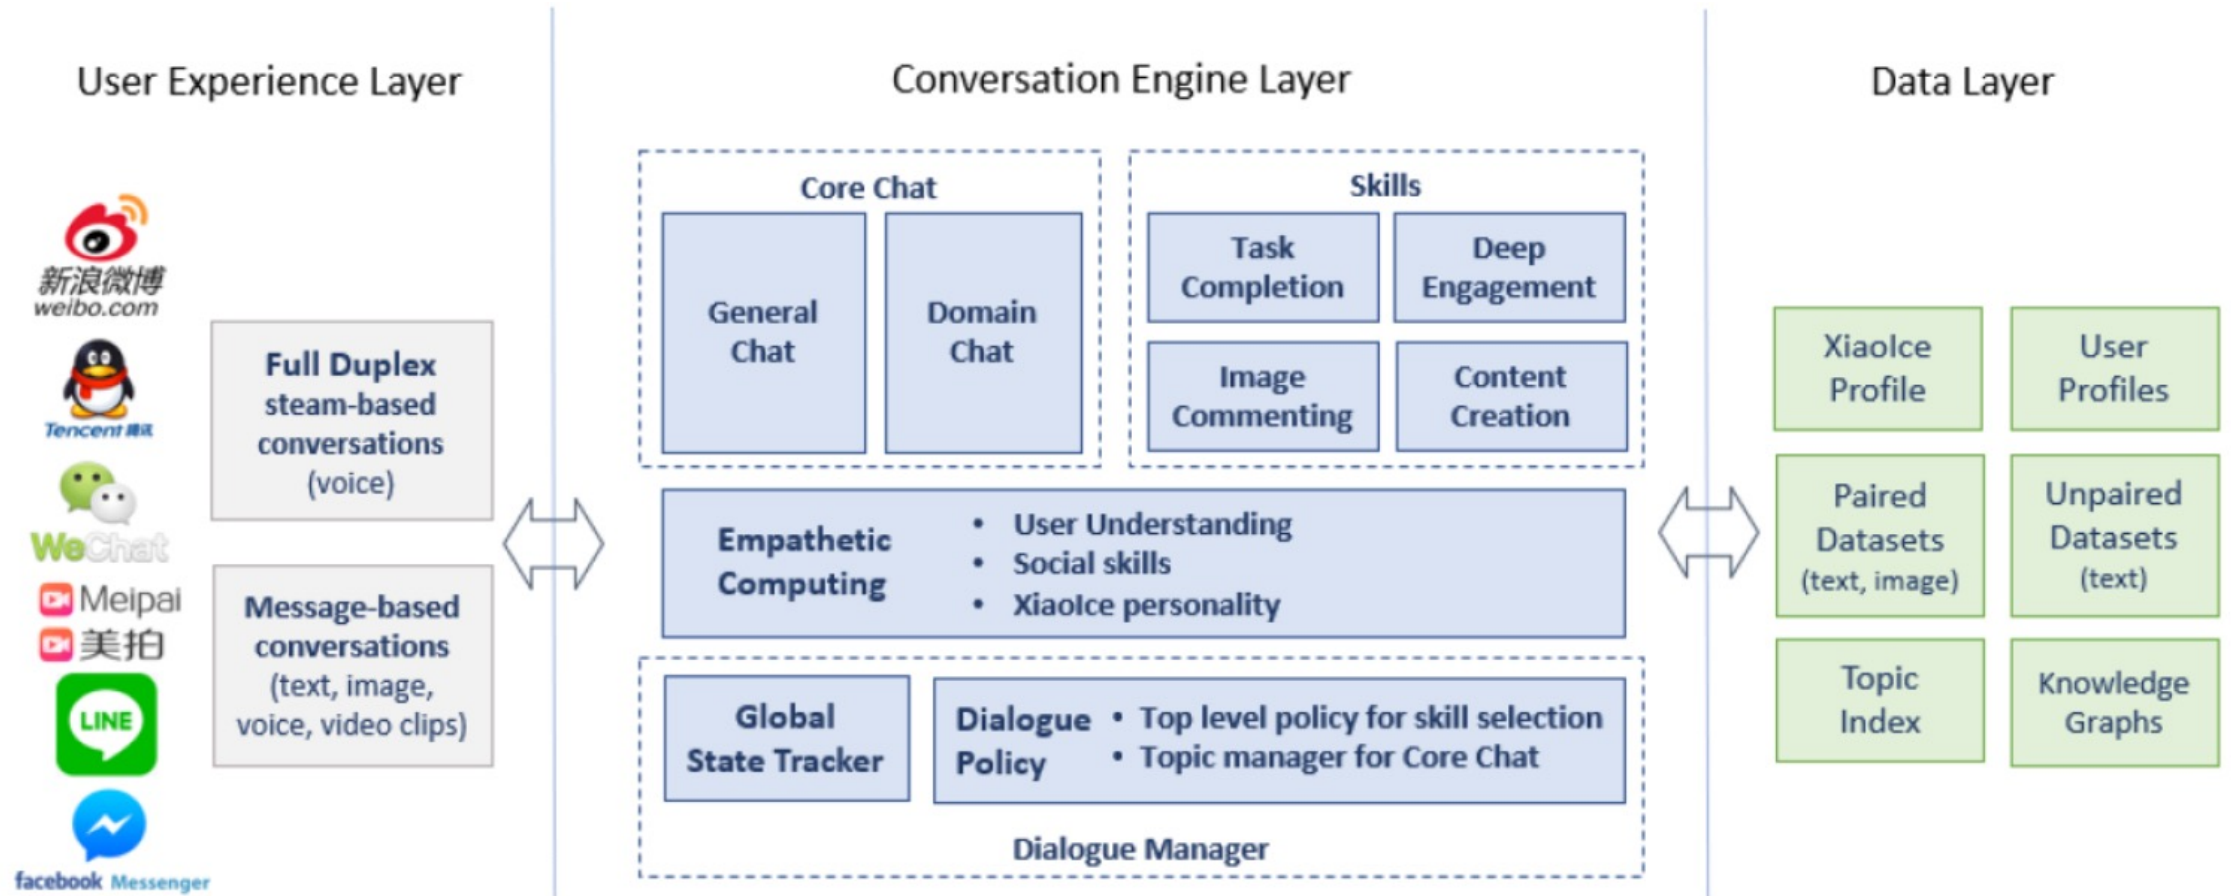 User Experience Layer
新浪微博
weibo.com
Tencent 腾讯
WeChat
Meipai
美拍
LINE
facebook Messenger
Full Duplex
steam-based
conversations
(voice)
Message-based
conversations
(text, image,
voice, video clips)
Conversation Engine Layer
Core Chat
General
Chat
Domain
Chat
Skills
Task
Completion
Deep
Engagement
Image
Commenting
Content
Creation
Empathetic
Computing
• User Understanding
• Social skills
• XiaoIce personality
Global
State Tracker
Dialogue
Policy
• Top level policy for skill selection
• Topic manager for Core Chat
Dialogue Manager
Data Layer
XiaoIce
Profile
User
Profiles
Paired
Datasets
(text, image)
Unpaired
Datasets
(text)
Topic
Index
Knowledge
Graphs